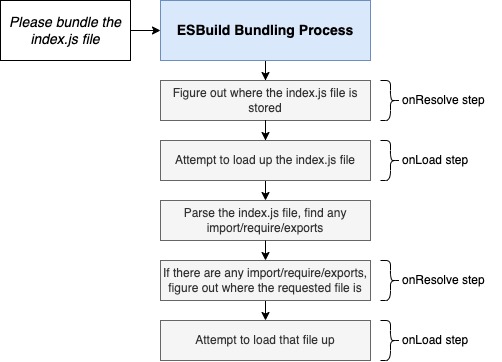 Please bundle the
index.js file
ESBuild Bundling Process
Figure out where the index.js file is
stored
onResolve step
Attempt to load up the index.js file
onLoad step
Parse the index.js file, find any
import/require/exports
If there are any import/require/exports,
figure out where the requested file is
onResolve step
Attempt to load that file up
onLoad step